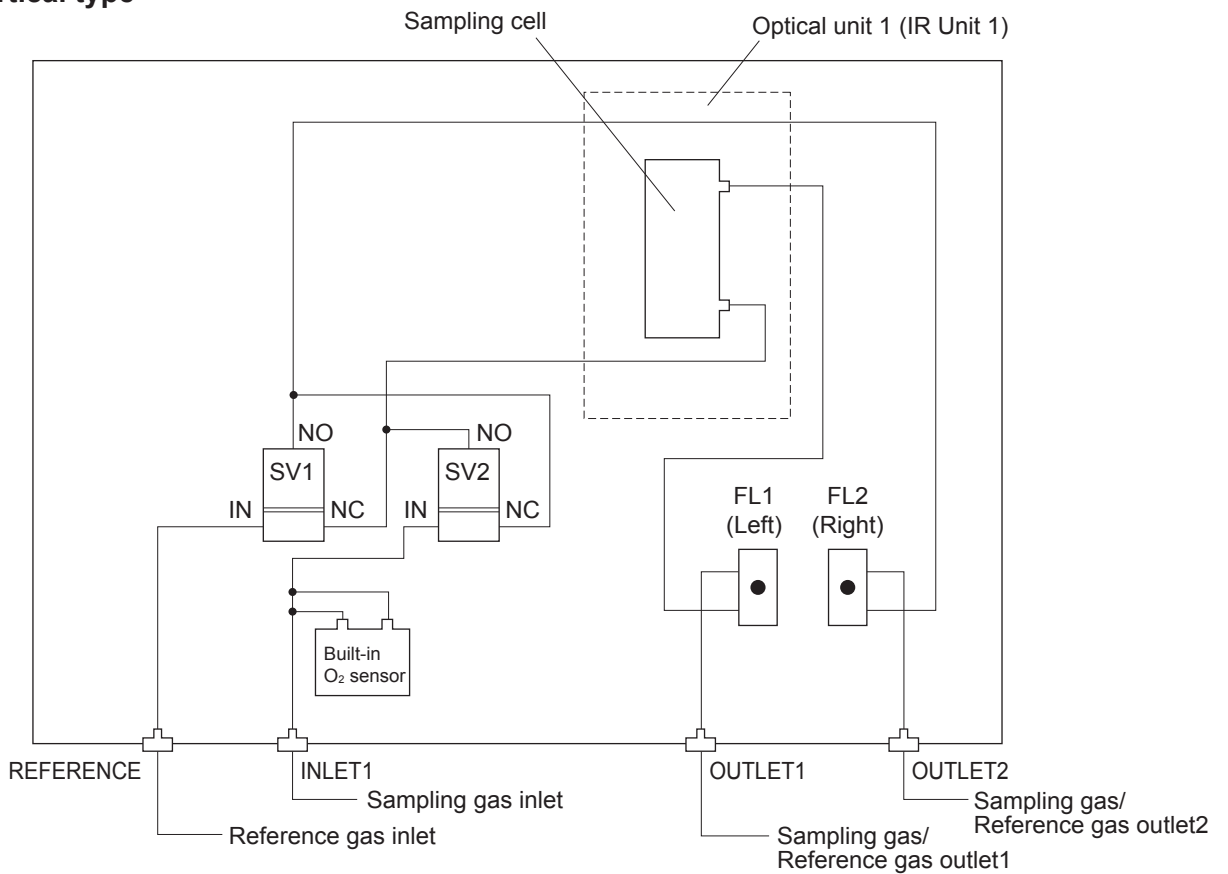 Sampling cell
Optical unit 1 (IR Unit 1)
NO
NO
SV1
SV2
IN
NC
IN
NC
FL1
(Left)
FL2
(Right)
Built-in
O₂ sensor
REFERENCE
INLET1
OUTLET1
OUTLET2
Sampling gas inlet
Reference gas inlet
Sampling gas/
Reference gas outlet2
Sampling gas/
Reference gas outlet1